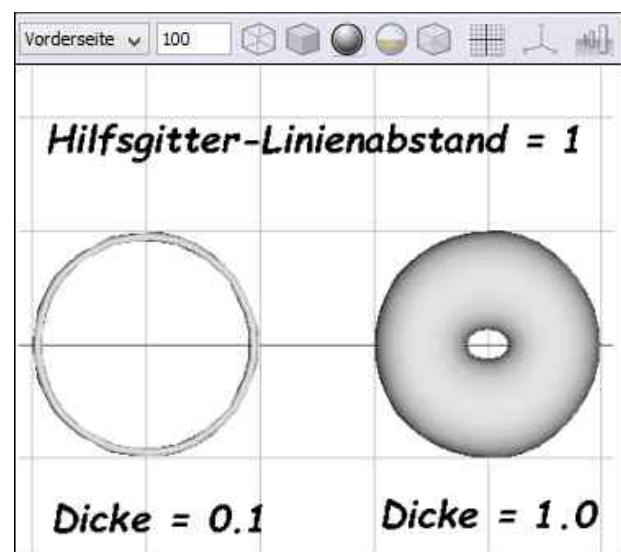 Vorderseite 100
Hilfsgitter-Linienabstand = 1
Dicke = 0.1 Dicke = 1.0